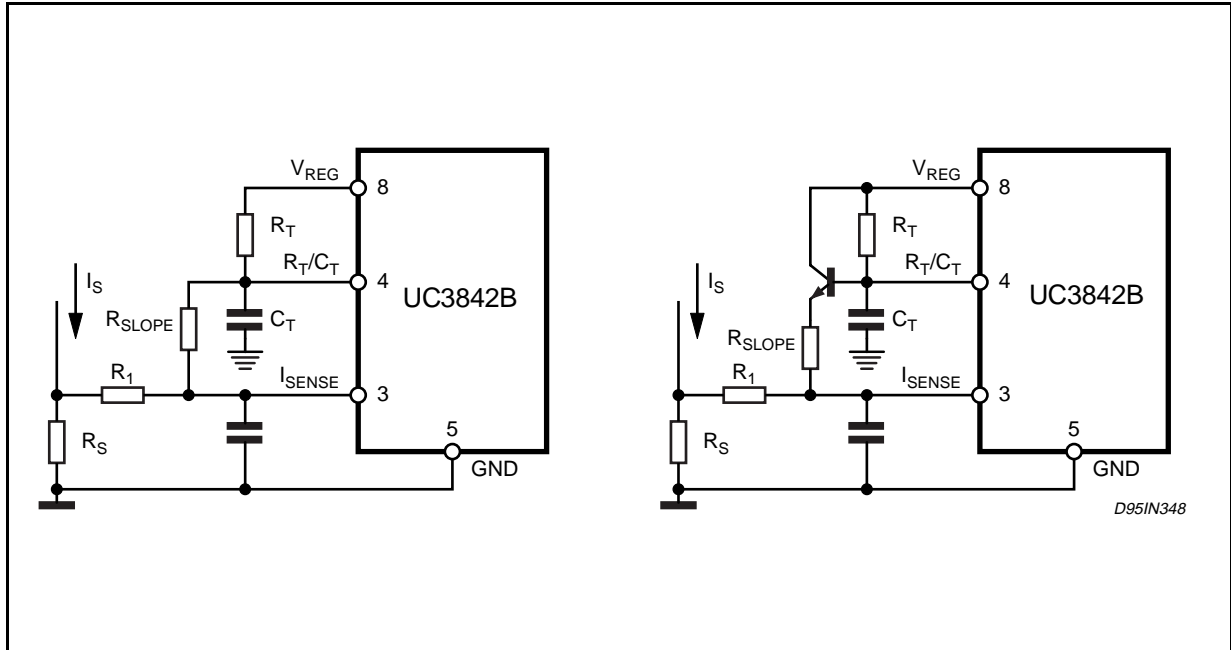 V_REG
8
R_T
R_T/C_T
4
I_S
UC3842B
R_SLOPE
C_T
R_1
I_SENSE
3
R_S
5
GND
V_REG
8
R_T
R_T/C_T
4
I_S
UC3842B
R_SLOPE
C_T
R_1
I_SENSE
3
R_S
5
GND
D95IN348